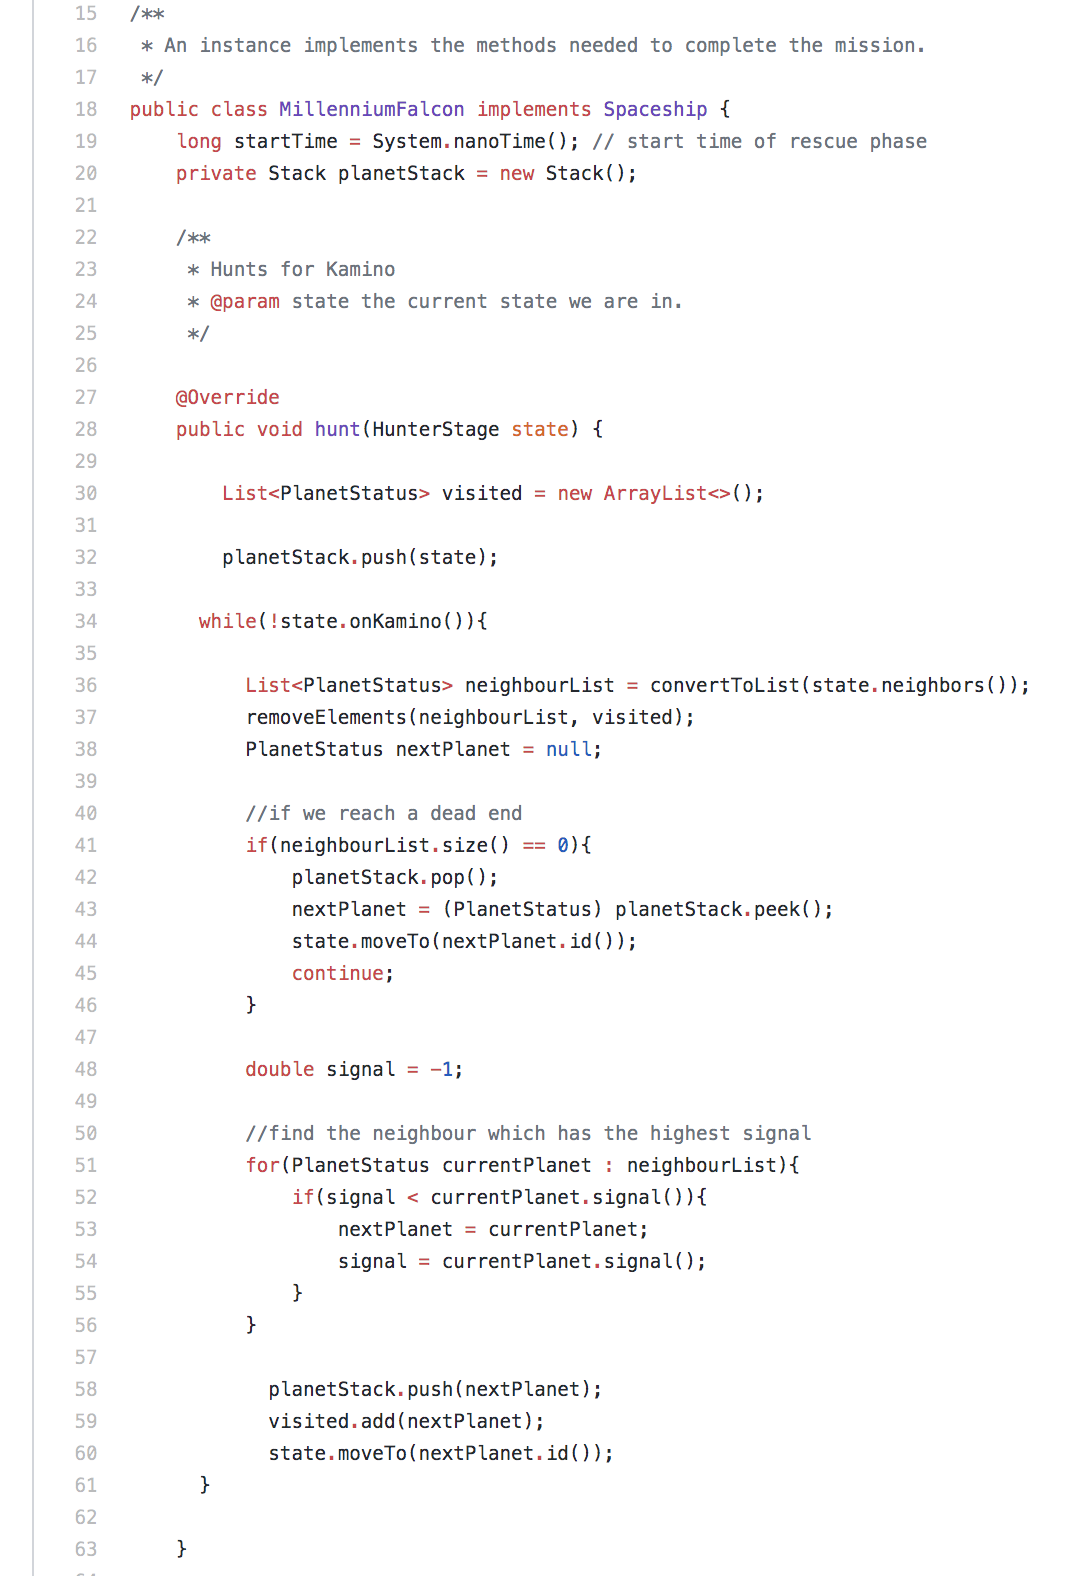 15 /**
16 * An instance implements the methods needed to complete the mission.
17 */
18 public class MillenniumFalcon implements Spaceship {
19 long startTime = System.nanoTime(); // start time of rescue phase
20 private Stack planetStack = new Stack();
21
22 /**
23 * Hunts for Kamino
24 * @param state the current state we are in.
25 */
26
27 @Override
28 public void hunt(HunterStage state) {
29
30 List<PlanetStatus> visited = new ArrayList<>();
31
32 planetStack.push(state);
33
34 while(!state.onKamino()){
35
36 List<PlanetStatus> neighbourList = convertToList(state.neighbors());
37 removeElements(neighbourList, visited);
38 PlanetStatus nextPlanet = null;
39
40 //if we reach a dead end
41 if(neighbourList.size() == 0){
42 planetStack.pop();
43 nextPlanet = (PlanetStatus) planetStack.peek();
44 state.moveTo(nextPlanet.id());
45 continue;
46 }
47
48 double signal = -1;
49
50 //find the neighbour which has the highest signal
51 for(PlanetStatus currentPlanet : neighbourList){
52 if(signal < currentPlanet.signal()){
53 nextPlanet = currentPlanet;
54 signal = currentPlanet.signal();
55 }
56 }
57
58 planetStack.push(nextPlanet);
59 visited.add(nextPlanet);
60 state.moveTo(nextPlanet.id());
61 }
62
63 }